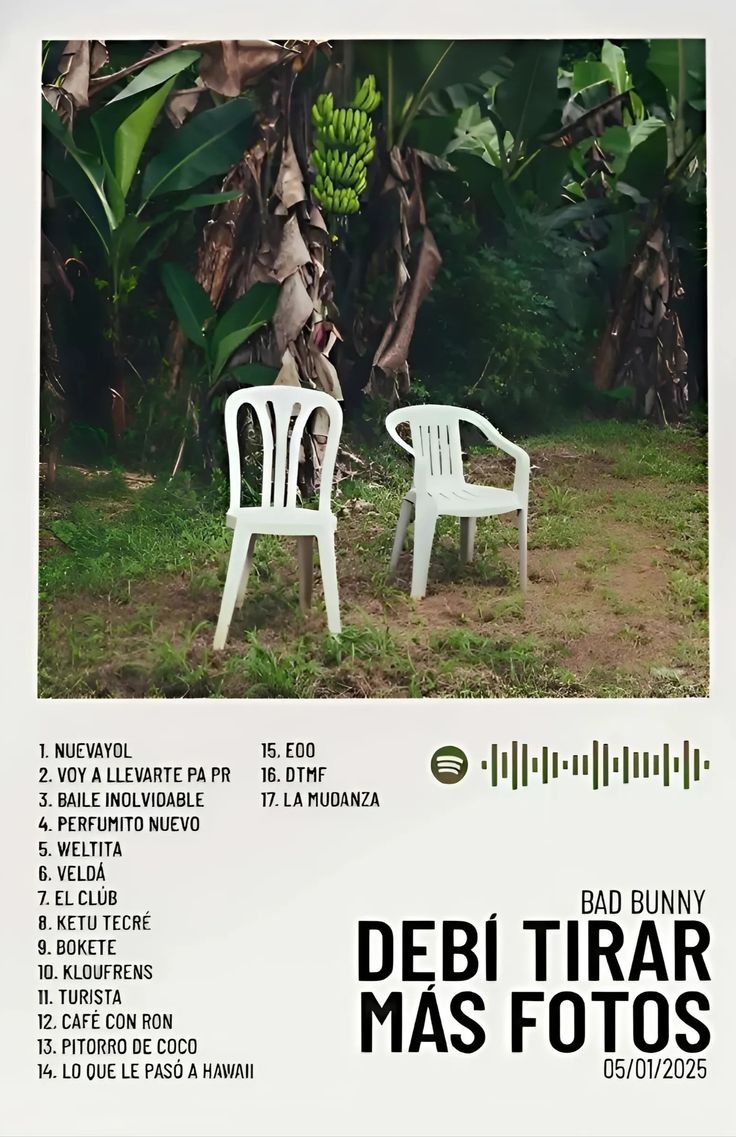 1. NUEVAYOL
2. VOY A LLEVARTE PA PR
3. BAILE INOLVIDABLE
4. PERFUMITO NUEVO
5. WELTITA
6. VELDÁ
7. EL CLÚB
8. KETU TECRÉ
9. BOKETE
10. KLOUFRENS
11. TURISTA
12. CAFÉ CON RON
13. PITORRO DE COCO
14. LO QUE LE PASÓ A HAWAII
15. EOO
16. DTMF
17. LA MUDANZA
BAD BUNNY
DEBÍ TIRAR
MÁS FOTOS
05/01/2025